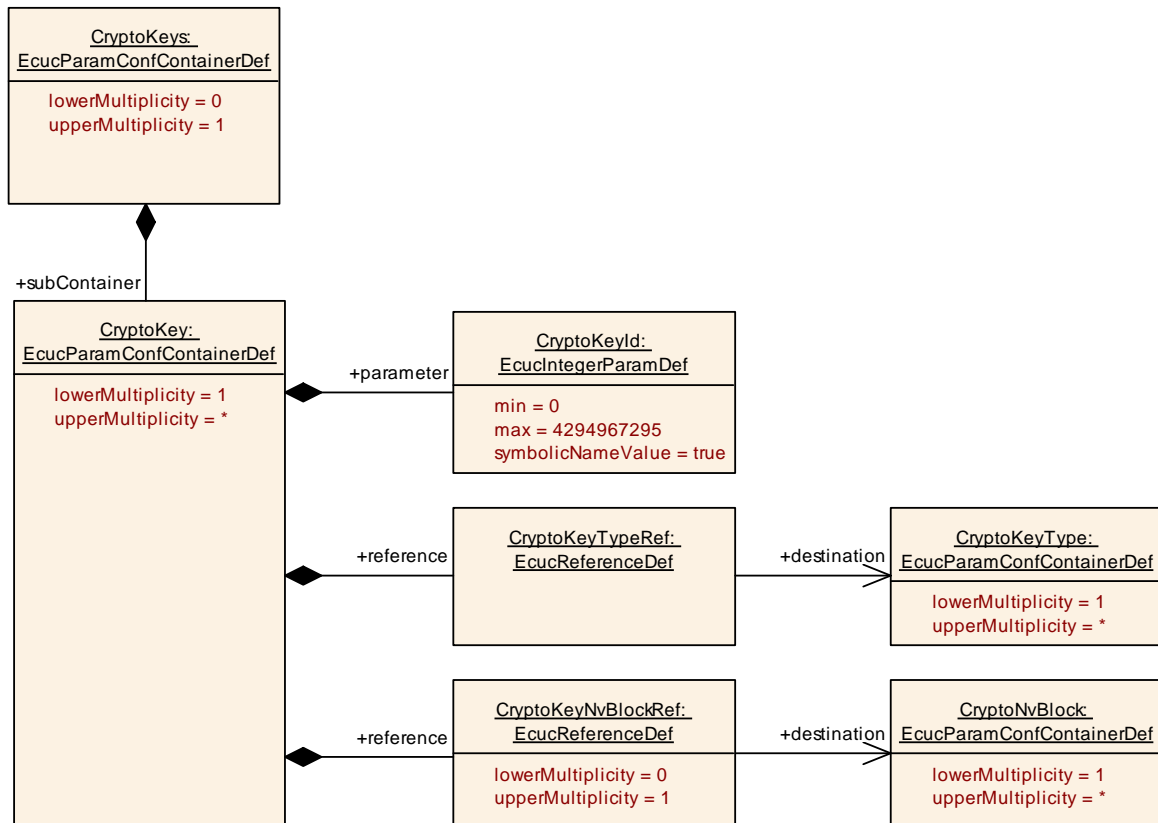 CryptoKeys:
EcucParamConfContainerDef
lowerMultiplicity = 0
upperMultiplicity = 1
+subContainer
CryptoKey:
EcucParamConfContainerDef
lowerMultiplicity = 1
upperMultiplicity = *
+parameter
CryptoKeyId:
EcucIntegerParamDef
min = 0
max = 4294967295
symbolicNameValue = true
+reference
CryptoKeyTypeRef:
EcucReferenceDef
+destination
CryptoKeyType:
EcucParamConfContainerDef
lowerMultiplicity = 1
upperMultiplicity = *
+reference
CryptoKeyNvBlockRef:
EcucReferenceDef
lowerMultiplicity = 0
upperMultiplicity = 1
+destination
CryptoNvBlock:
EcucParamConfContainerDef
lowerMultiplicity = 1
upperMultiplicity = *